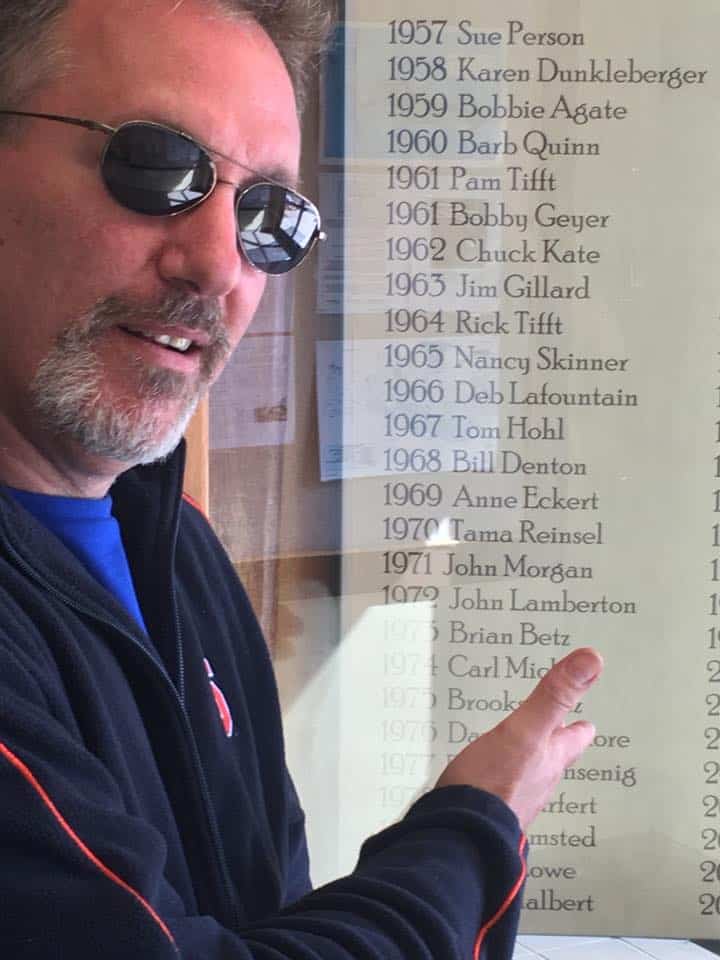 1957 Sue Person
1958 Karen Dunkleberger
1959 Bobbie Agate
1960 Barb Quinn
1961 Pam Tifft
1961 Bobby Geyer
1962 Chuck Kate
1963 Jim Gillard
1964 Rick Tifft
1965 Nancy Skinner
1966 Deb Lafountain
1967 Tom Hohl
1968 Bill Denton
1969 Anne Eckert
1970 Tama Reinsel
1971 John Morgan
1972 John Lamberton
1973 Brian Betz
1974 Carl
1975
1976
1977